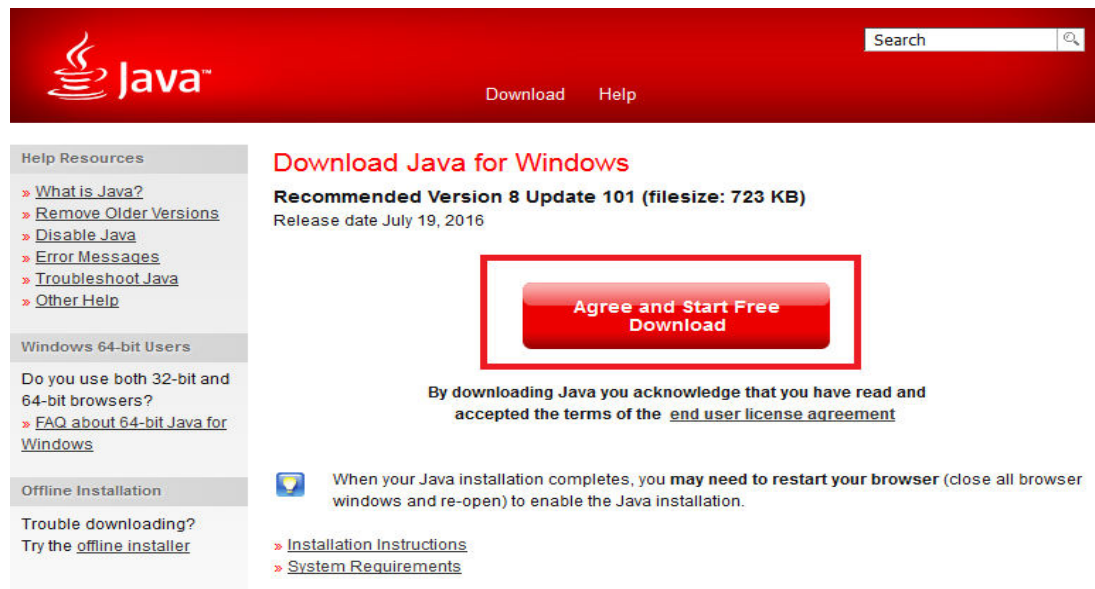 Search
Java™
Download Help
Help Resources
» What is Java?
» Remove Older Versions
» Disable Java
» Error Messages
» Troubleshoot Java
» Other Help
Windows 64-bit Users
Do you use both 32-bit and
64-bit browsers?
» FAQ about 64-bit Java for
Windows
Offline Installation
Trouble downloading?
Try the offline installer
Download Java for Windows
Recommended Version 8 Update 101 (filesize: 723 KB)
Release date July 19, 2016
Agree and Start Free
Download
By downloading Java you acknowledge that you have read and
accepted the terms of the end user license agreement
When your Java installation completes, you may need to restart your browser (close all browser
windows and re-open) to enable the Java installation.
» Installation Instructions
» System Requirements